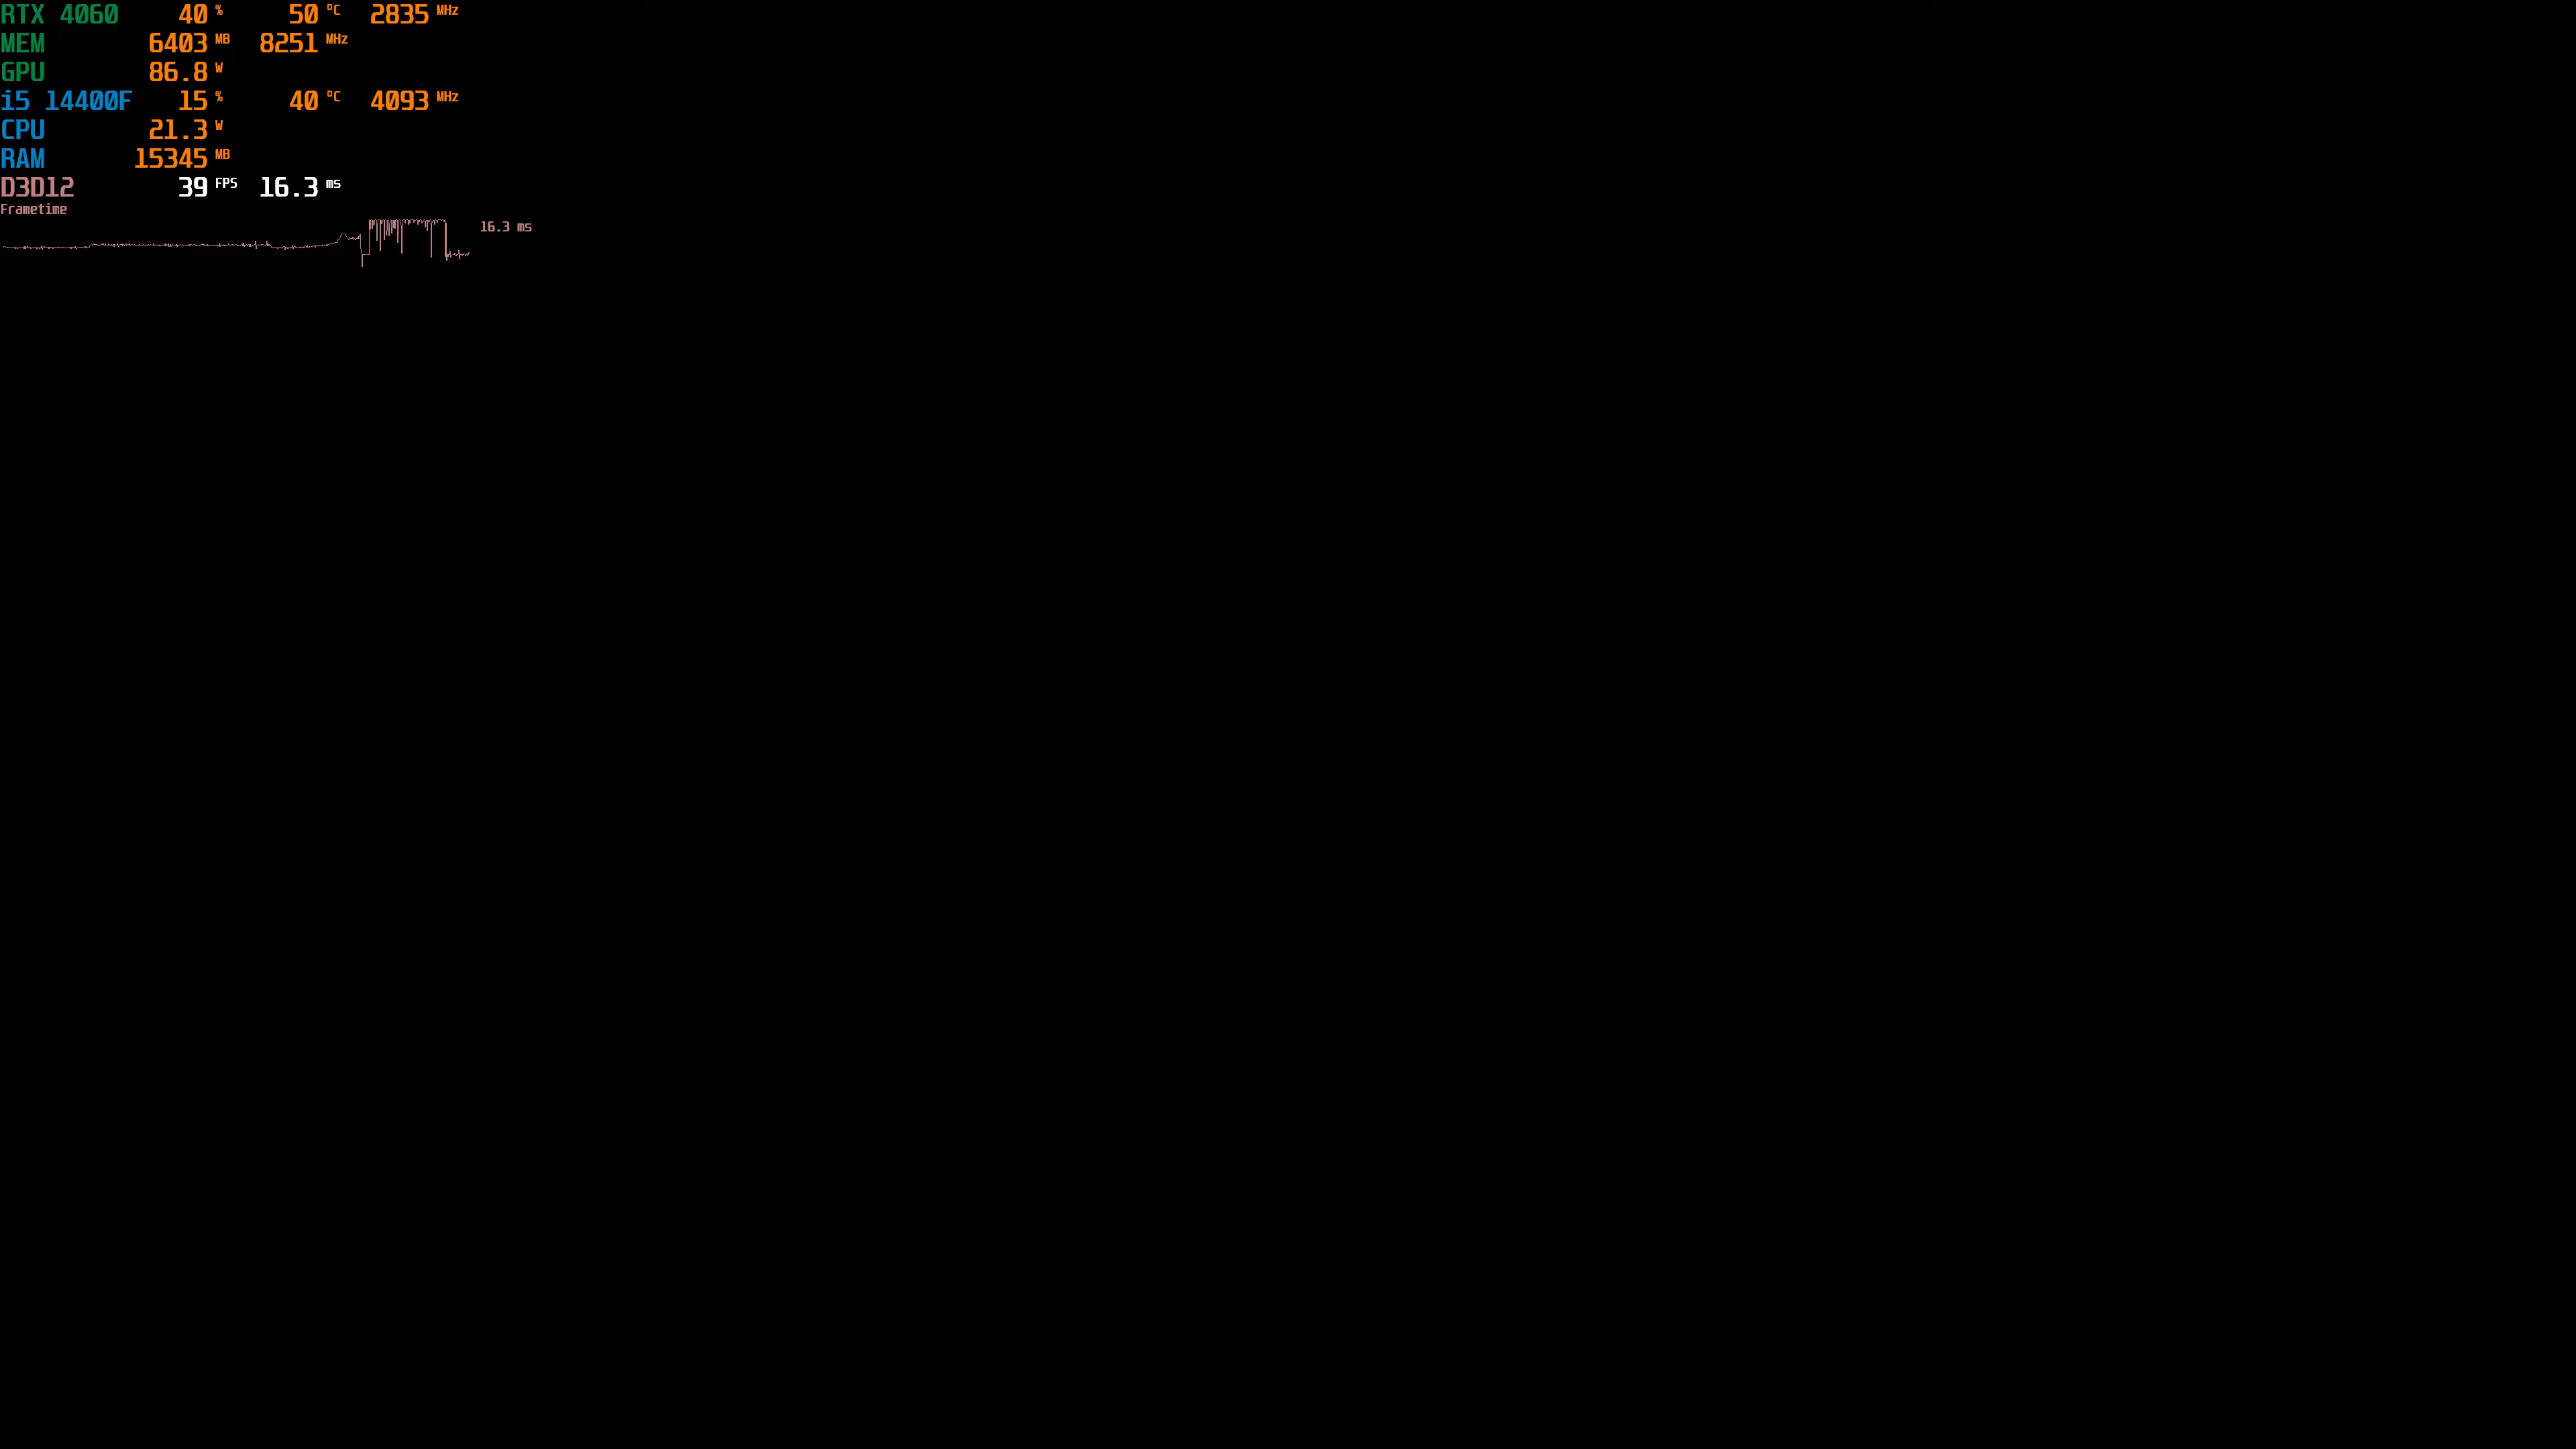 RTX 4060 40 % 50 °C 2835 MHz
MEM 6403 MB 8251 MHz
GPU 86.8 W
i5 14400F 15 % 40 °C 4093 MHz
CPU 21.3 W
RAM 15345 MB
D3D12 39 FPS 16.3 ms
Frametime
16.3 ms